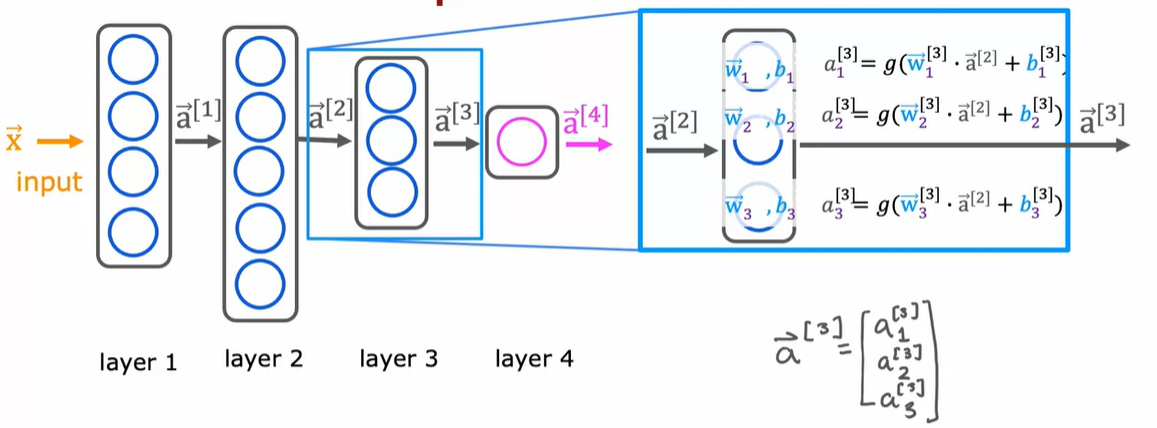 x⃗
input
a⃗[1]
a⃗[2]
a⃗[3]
a⃗[4]
layer 1
layer 2
layer 3
layer 4
a⃗[2]
w⃗1 ,b1
w⃗2 ,b2
w⃗3 ,b3
a1[3] = g(w⃗1[3] · a⃗[2] + b1[3])
a2[3] = g(w⃗2[3] · a⃗[2] + b2[3])
a3[3] = g(w⃗3[3] · a⃗[2] + b3[3])
a⃗[3]
a⃗[3] = [a1[3]
a2[3]
a3[3]]